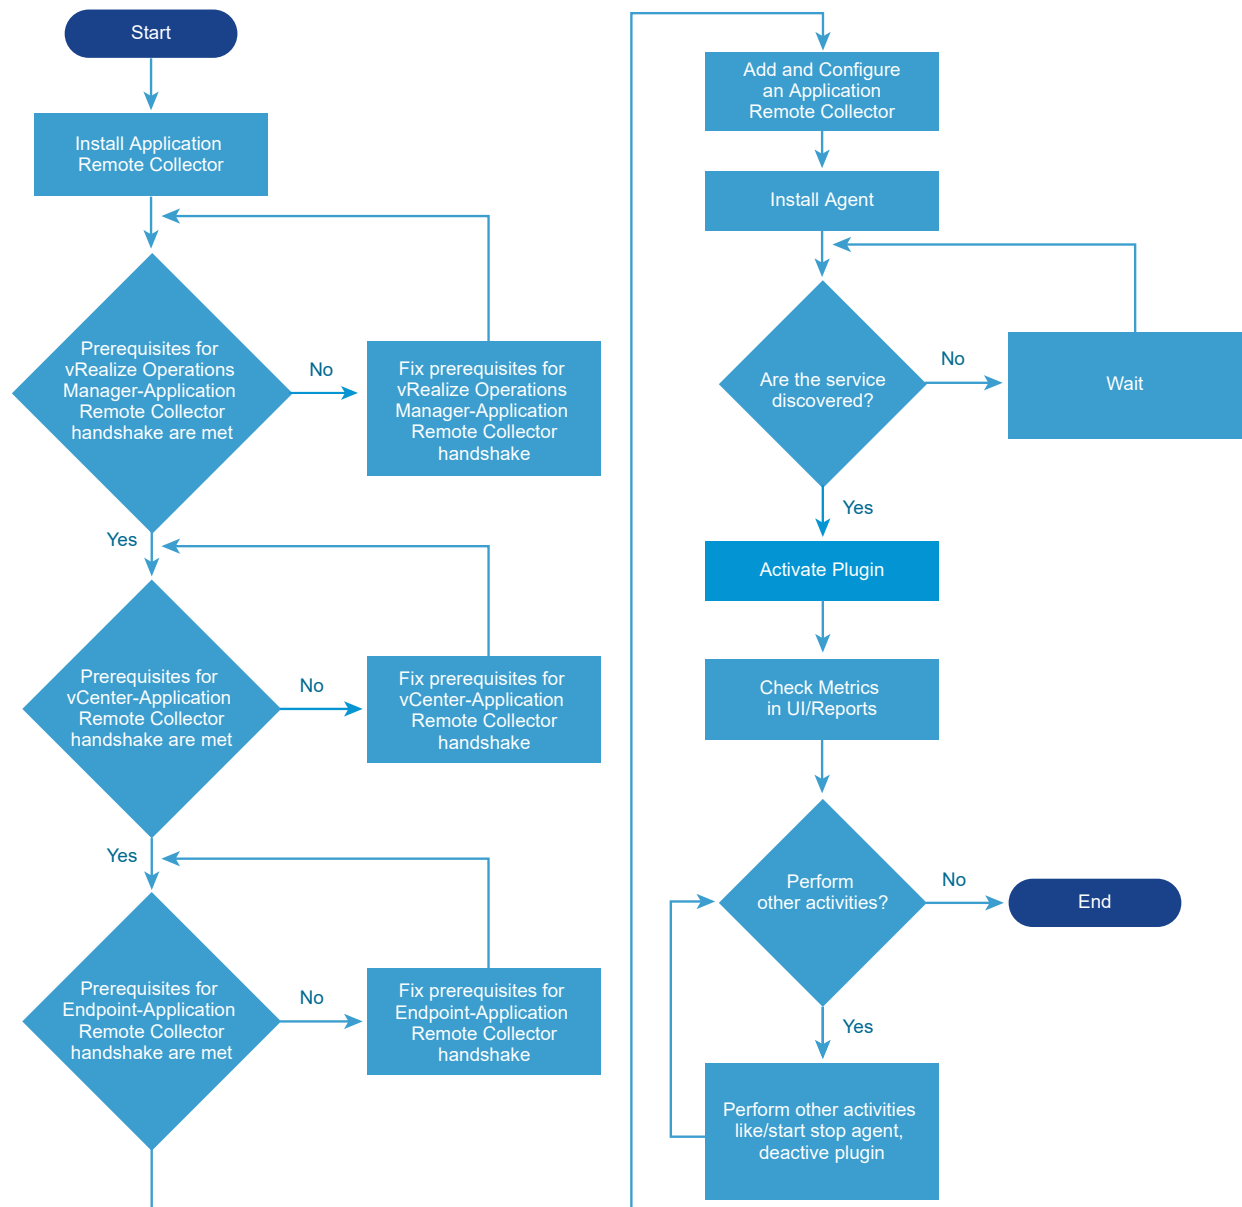 Start
Install Application
Remote Collector
Prerequisites for
vRealize Operations
Manager-Application
Remote Collector
handshake are met
No
Fix prerequisites for
vRealize Operations
Manager-Application
Remote Collector
handshake
Yes
Prerequisites for
vCenter-Application
Remote Collector
handshake are met
No
Fix prerequisites for
vCenter-Application
Remote Collector
handshake
Yes
Prerequisites for
Endpoint-Application
Remote Collector
handshake are met
No
Fix prerequisites for
Endpoint-Application
Remote Collector
handshake
Add and Configure
an Application
Remote Collector
Install Agent
Are the service
discovered?
No
Wait
Yes
Activate Plugin
Check Metrics
in UI/Reports
Perform
other activities?
No
End
Yes
Perform other activities
like/start stop agent,
deactive plugin